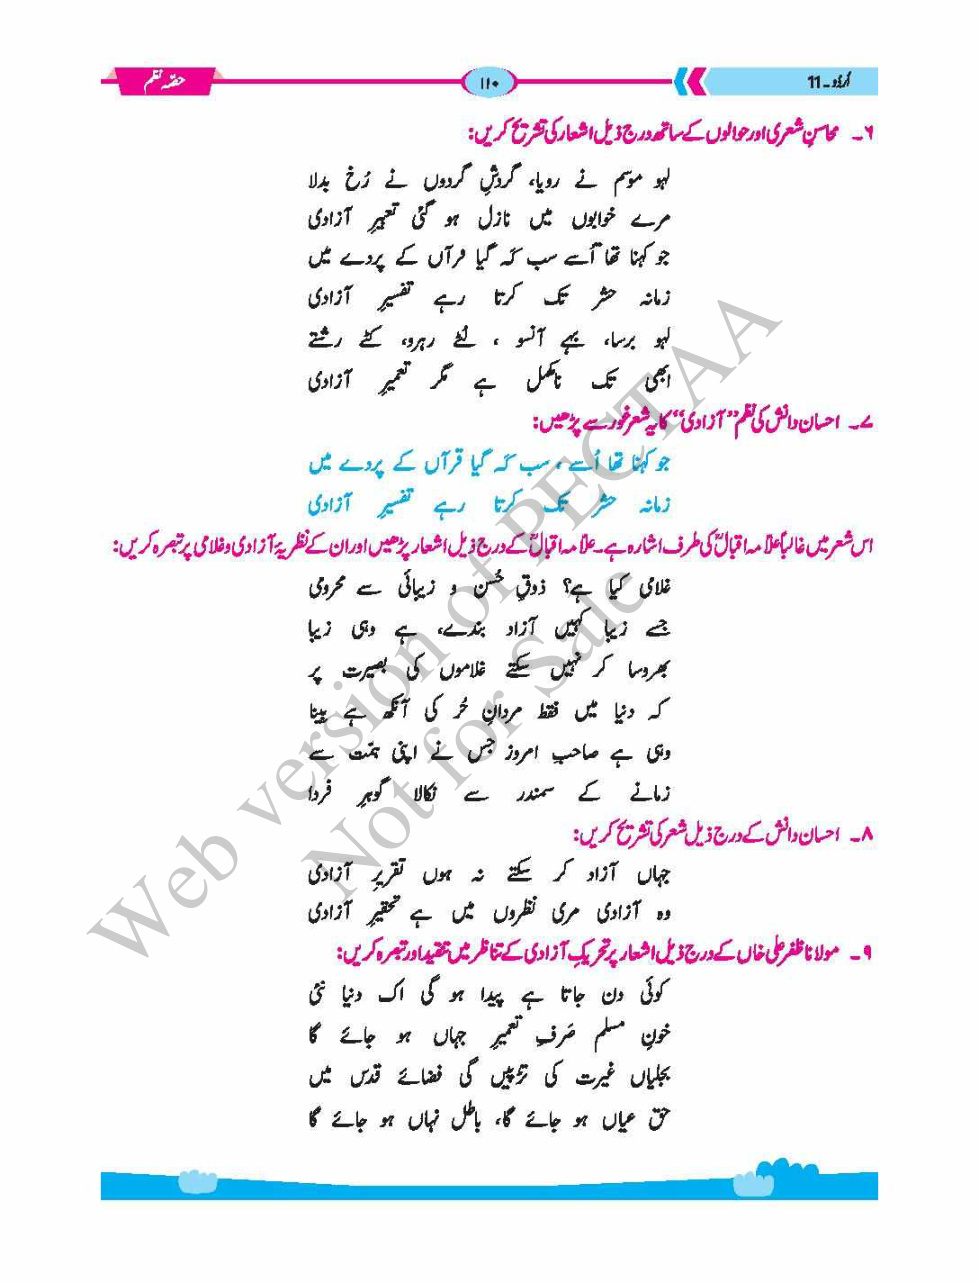 اُردُو۔11
۱۱۰
حصّہ نظم
۶۔ محاسنِ شعری اور حوالوں کے ساتھ درج ذیل اشعار کی تشریح کریں:
لہو موسم نے رویا، گردشِ گردوں نے رُخ بدلا
مرے خوابوں میں نازل ہو گئی تعبیرِ آزادی
جو کہنا تھا اُسے سب کہ گیا قرآں کے پردے میں
زمانہ حشر تک کرتا رہے تفسیرِ آزادی
لہو برسا، بہے آنسو ، لُٹے رہرو، کٹے رشتے
ابھی تک نامکمل ہے مگر تعمیرِ آزادی
۷۔ احسان دانش کی نظم ”آزادی“ کا یہ شعر غور سے پڑھیں:
جو کہنا تھا اُسے ، سب کہ گیا قرآں کے پردے میں
زمانہ حشر تک کرتا رہے تفسیرِ آزادی
اس شعر میں غالباً علامہ اقبالؒ کی طرف اشارہ ہے۔ علامہ اقبالؒ کے درج ذیل اشعار پڑھیں اور ان کے نظریۂ آزادی و غلامی پر تبصرہ کریں:
غلامی کیا ہے؟ ذوقِ حُسن و زیبائی سے محرومی
جسے زیبا کہیں آزاد بندے، ہے وہی زیبا
بھروسا کر نہیں سکتے غلاموں کی بصیرت پر
کہ دنیا میں فقط مردانِ حُر کی آنکھ ہے بینا
وہی ہے صاحبِ امروز جس نے اپنی ہمّت سے
زمانے کے سمندر سے نکالا گوہرِ فردا
۸۔ احسان دانش کے درج ذیل شعر کی تشریح کریں:
جہاں آزاد کر سکتے نہ ہوں تقریرِ آزادی
وہ آزادی مری نظروں میں ہے تحقیرِ آزادی
۹۔ مولانا ظفر علی خاں کے درج ذیل اشعار پر تحریکِ آزادی کے تناظر میں تنقید اور تبصرہ کریں:
کوئی دن جاتا ہے پیدا ہو گی اک دنیا نئی
خونِ مسلم صَرفِ تعمیرِ جہاں ہو جائے گا
بجلیاں غیرت کی تڑپیں گی فضائے قدس میں
حق عیاں ہو جائے گا، باطل نہاں ہو جائے گا
Web version of PECTAA
Not for Sale